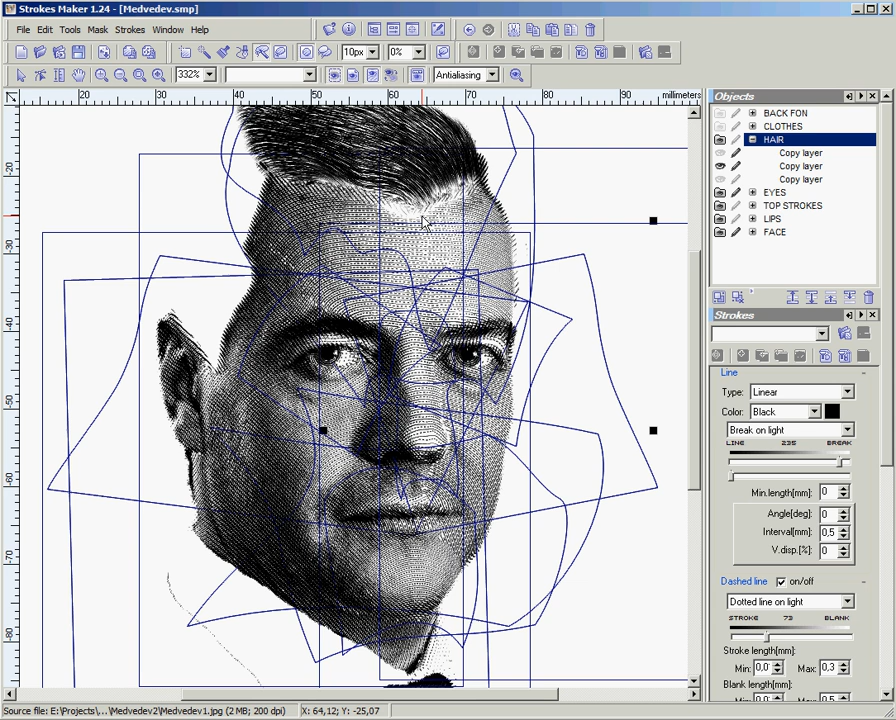 Strokes Maker 1.24 - [Medvedev.smp]
File Edit Tools Mask Strokes Window Help
10px 0%
332% Antialiasing
20 30 40 50 60 70 80 90 millimeters
-20
-30
-40
-50
-60
-70
-80
Objects
BACK FON
CLOTHES
HAIR
Copy layer
Copy layer
Copy layer
EYES
TOP STROKES
LIPS
FACE
Strokes
Line
Type: Linear
Color: Black
Break on light
LINE 235 BREAK
Min.length[mm]: 0
Angle[deg]: 0
Interval[mm]: 0,5
V.disp.[%]: 0
Dashed line on/off
Dotted line on light
STROKE 73 BLANK
Stroke length[mm]:
Min: 0,0 Max: 0,3
Blank length[mm]:
Source file: E:\Projects\...\Medvedev2\Medvedev1.jpg (2 MB; 200 dpi) X: 64,12; Y: -25,07